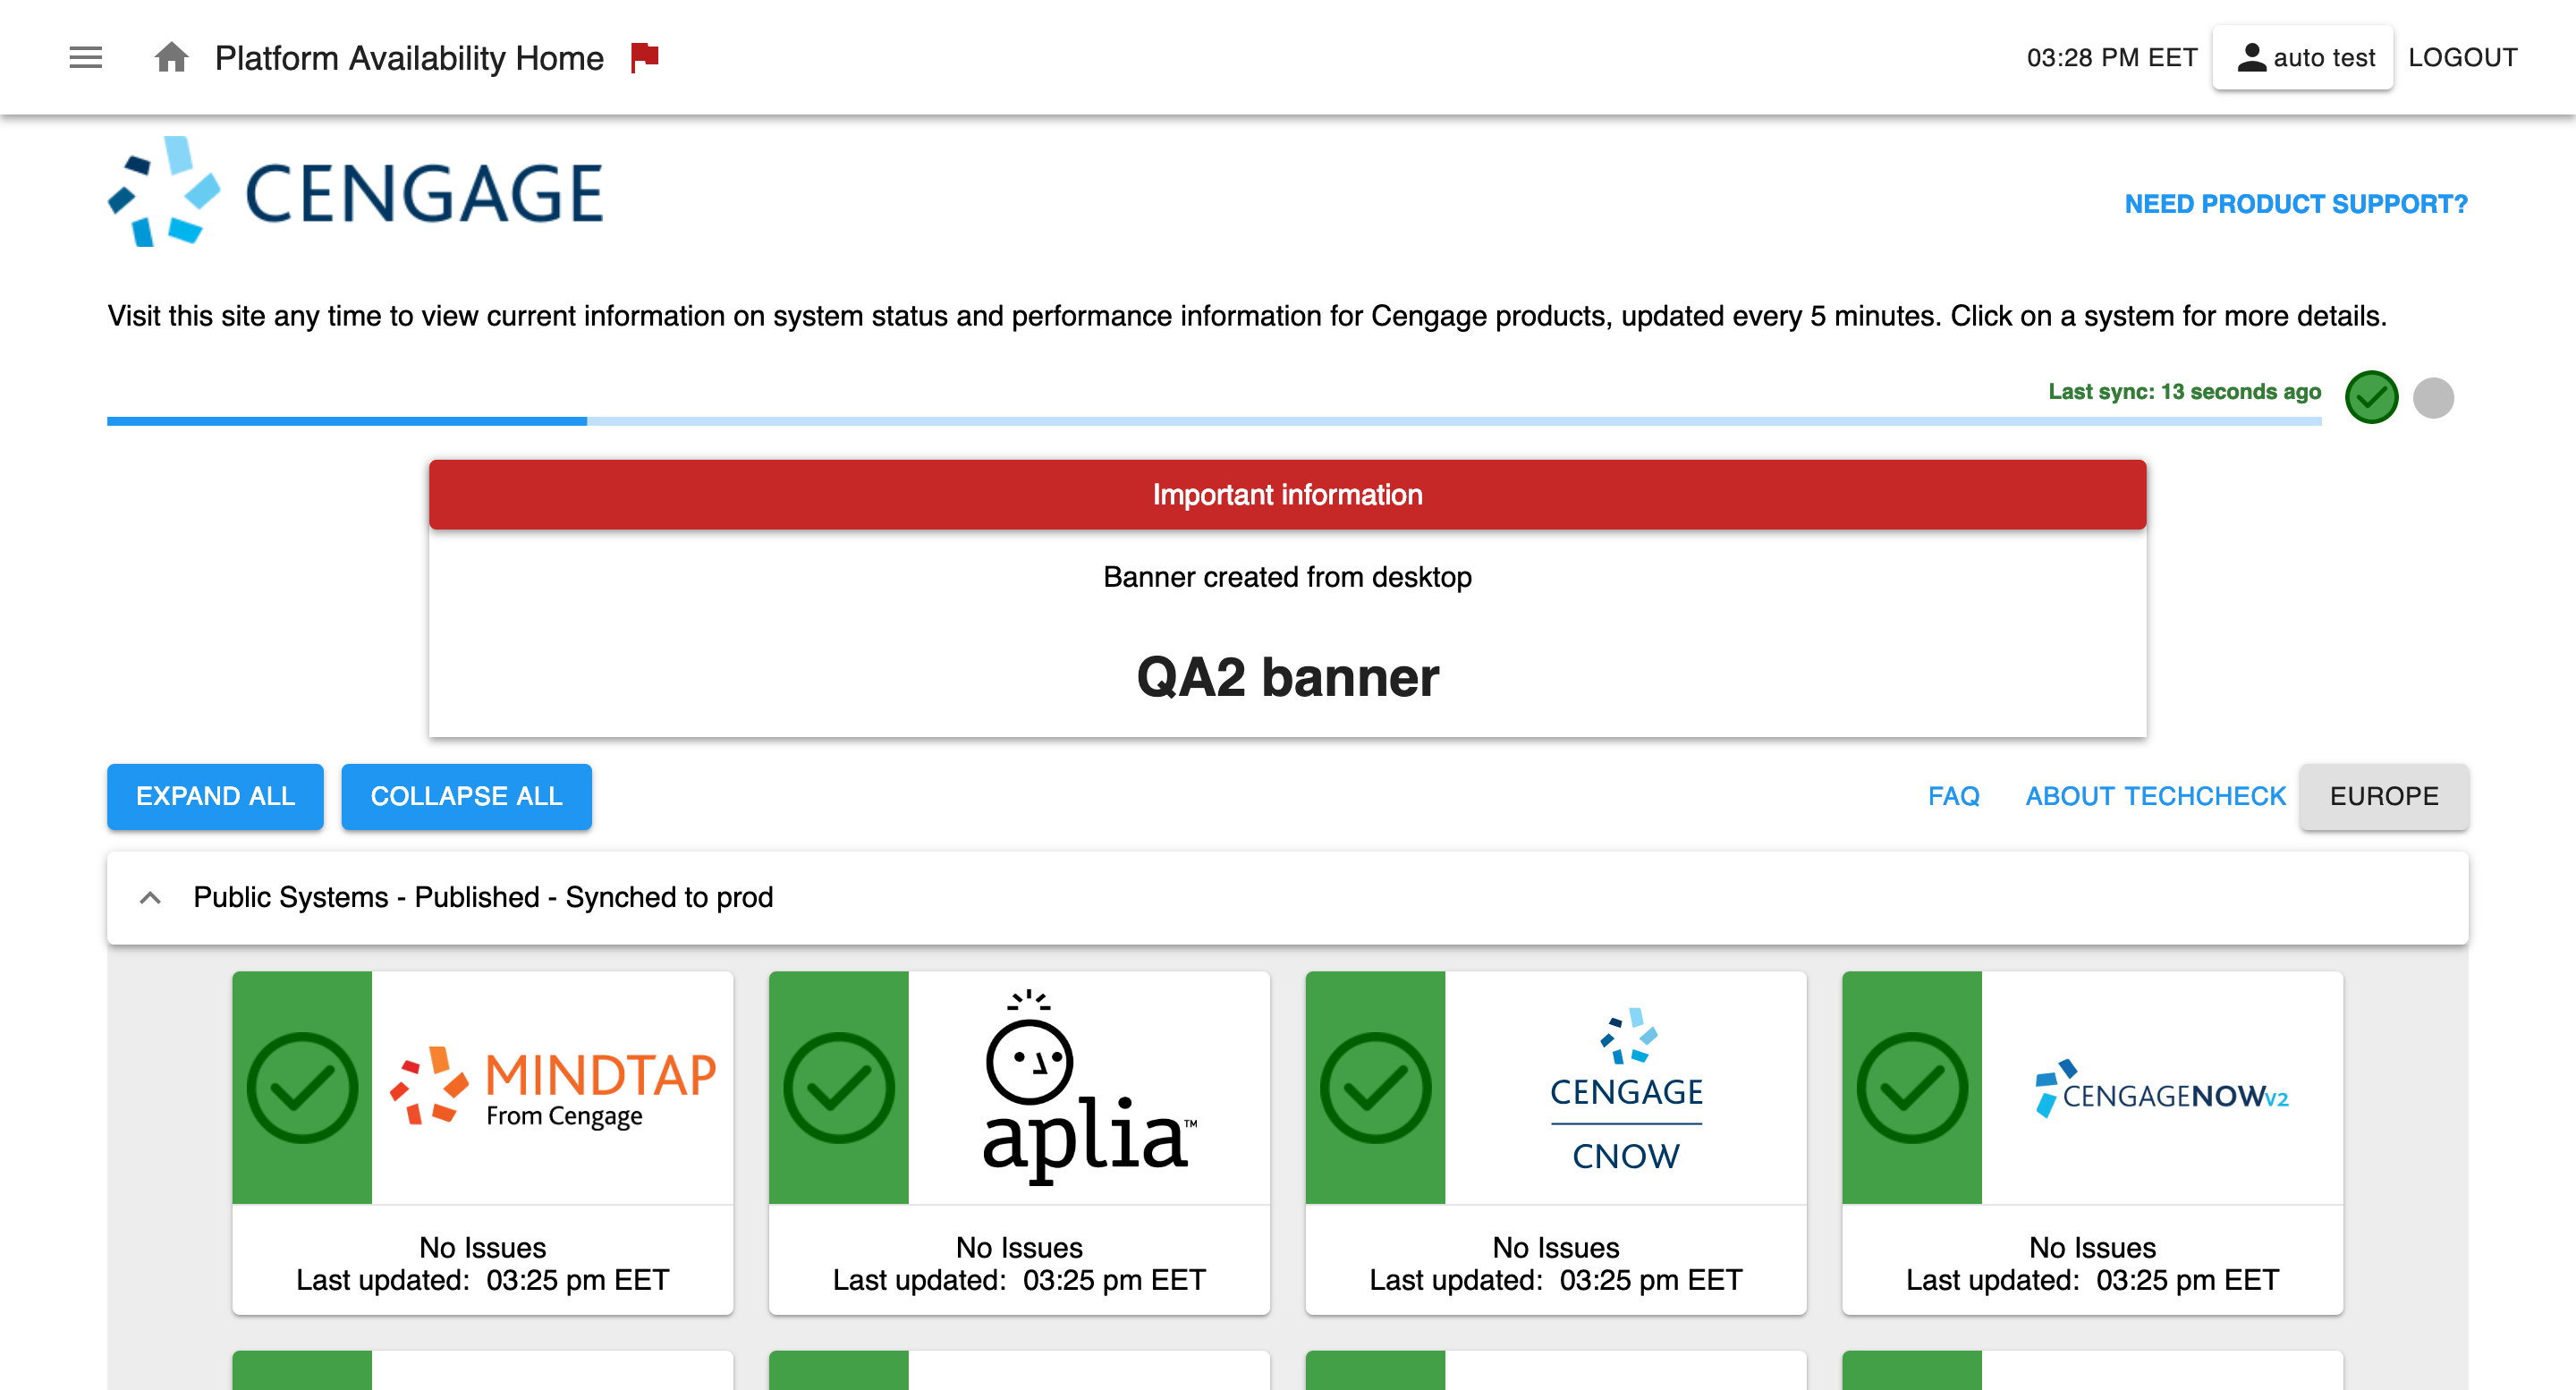 Platform Availability Home
03:28 PM EET auto test LOGOUT
CENGAGE
NEED PRODUCT SUPPORT?
Visit this site any time to view current information on system status and performance information for Cengage products, updated every 5 minutes. Click on a system for more details.
Last sync: 13 seconds ago
Important information
Banner created from desktop
QA2 banner
EXPAND ALL COLLAPSE ALL FAQ ABOUT TECHCHECK EUROPE
Public Systems - Published - Synched to prod
MINDTAP
From Cengage
No Issues
Last updated: 03:25 pm EET
aplia™
No Issues
Last updated: 03:25 pm EET
CENGAGE
CNOW
No Issues
Last updated: 03:25 pm EET
CENGAGENOWv2
No Issues
Last updated: 03:25 pm EET